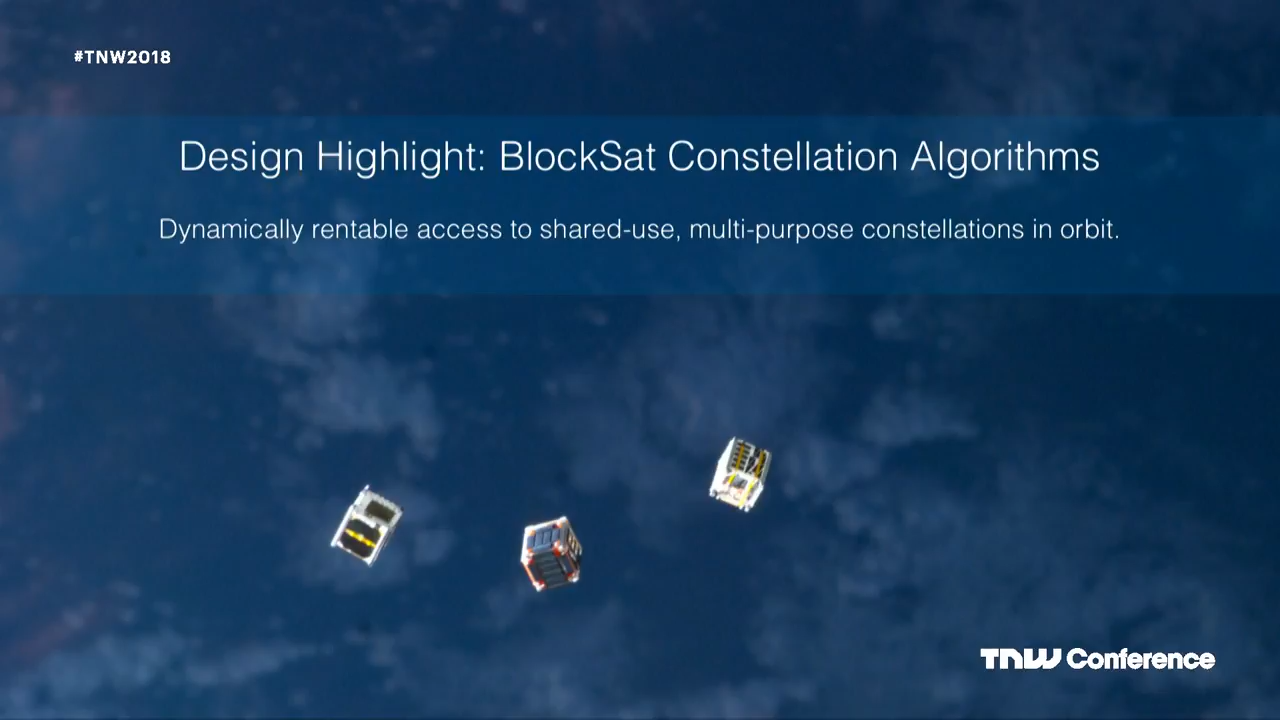 #TNW2018
Design Highlight: BlockSat Constellation Algorithms
Dynamically rentable access to shared-use, multi-purpose constellations in orbit.
TNW Conference